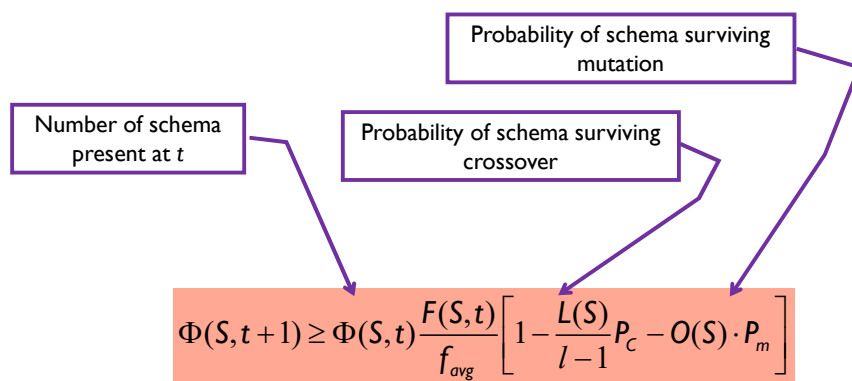 Probability of schema surviving
mutation
Number of schema
present at t
Probability of schema surviving
crossover
Φ(S,t+1) ≥ Φ(S,t) F(S,t)/f_avg [1 − L(S)/(l−1) P_C − O(S)·P_m]